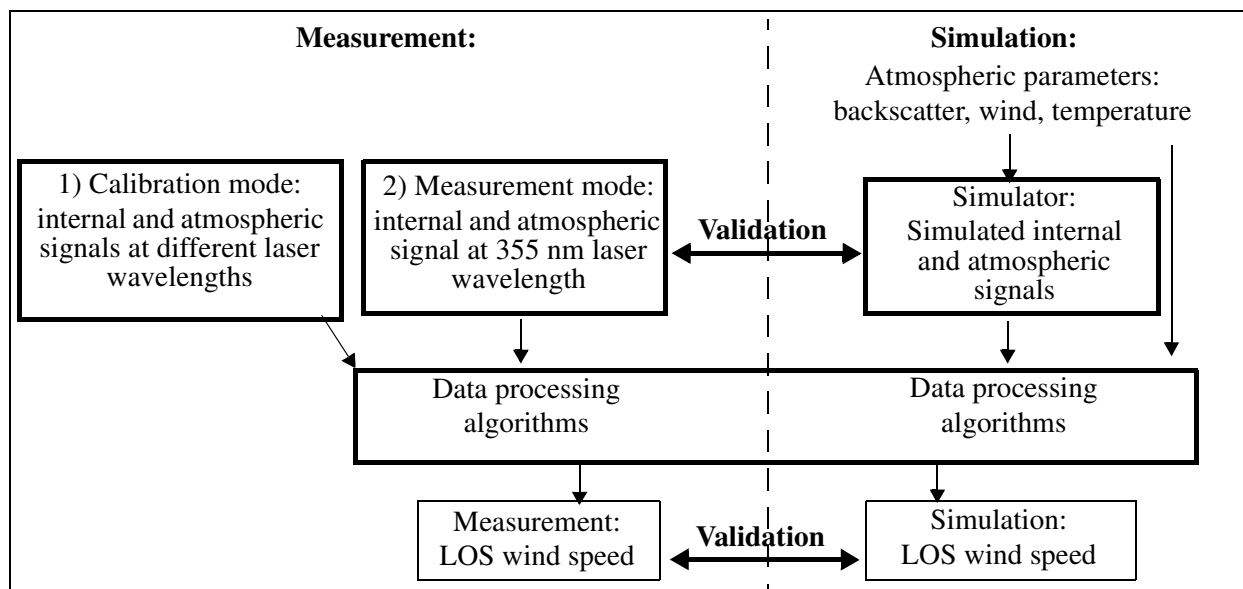 Measurement:
Simulation:
Atmospheric parameters:
backscatter, wind, temperature
1) Calibration mode:
internal and atmospheric
signals at different laser
wavelengths
2) Measurement mode:
internal and atmospheric
signal at 355 nm laser
wavelength
Validation
Simulator:
Simulated internal
and atmospheric
signals
Data processing
algorithms
Data processing
algorithms
Measurement:
LOS wind speed
Validation
Simulation:
LOS wind speed